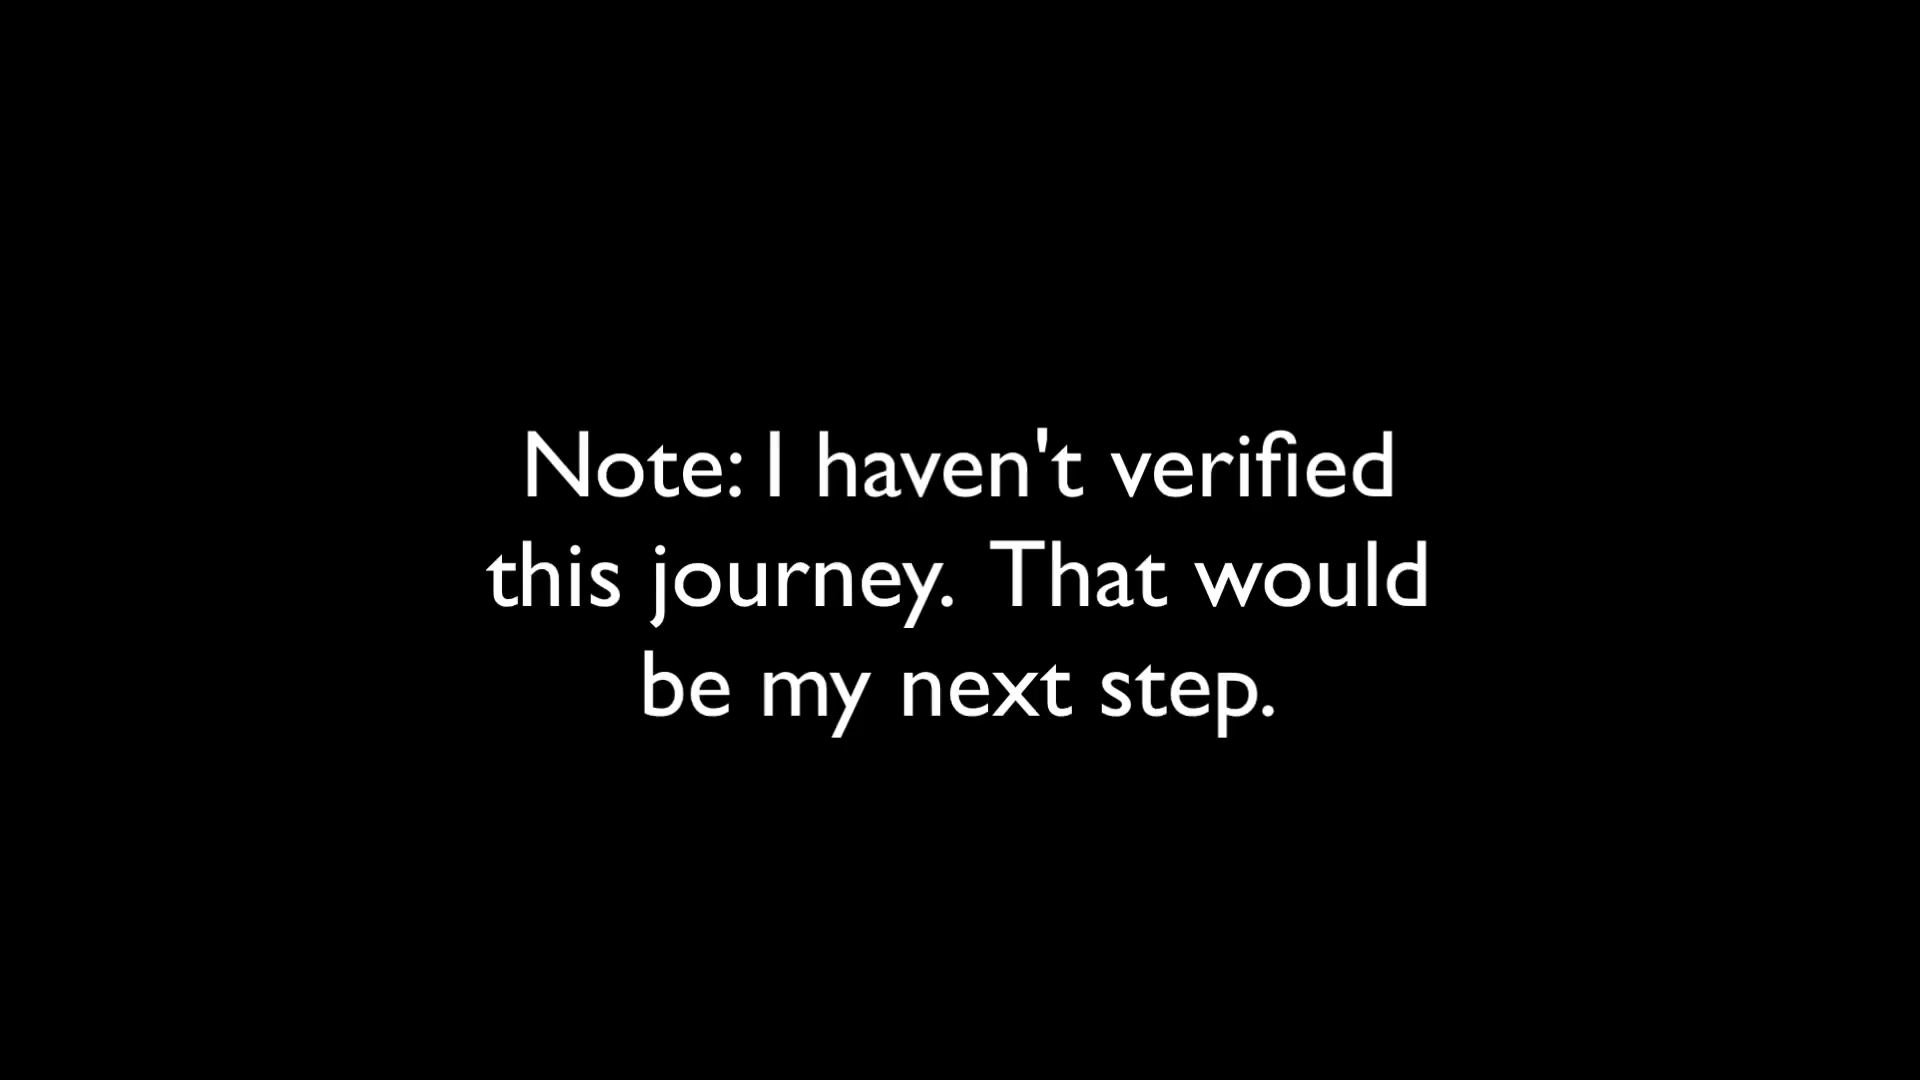 Note: I haven't verified
this journey. That would
be my next step.